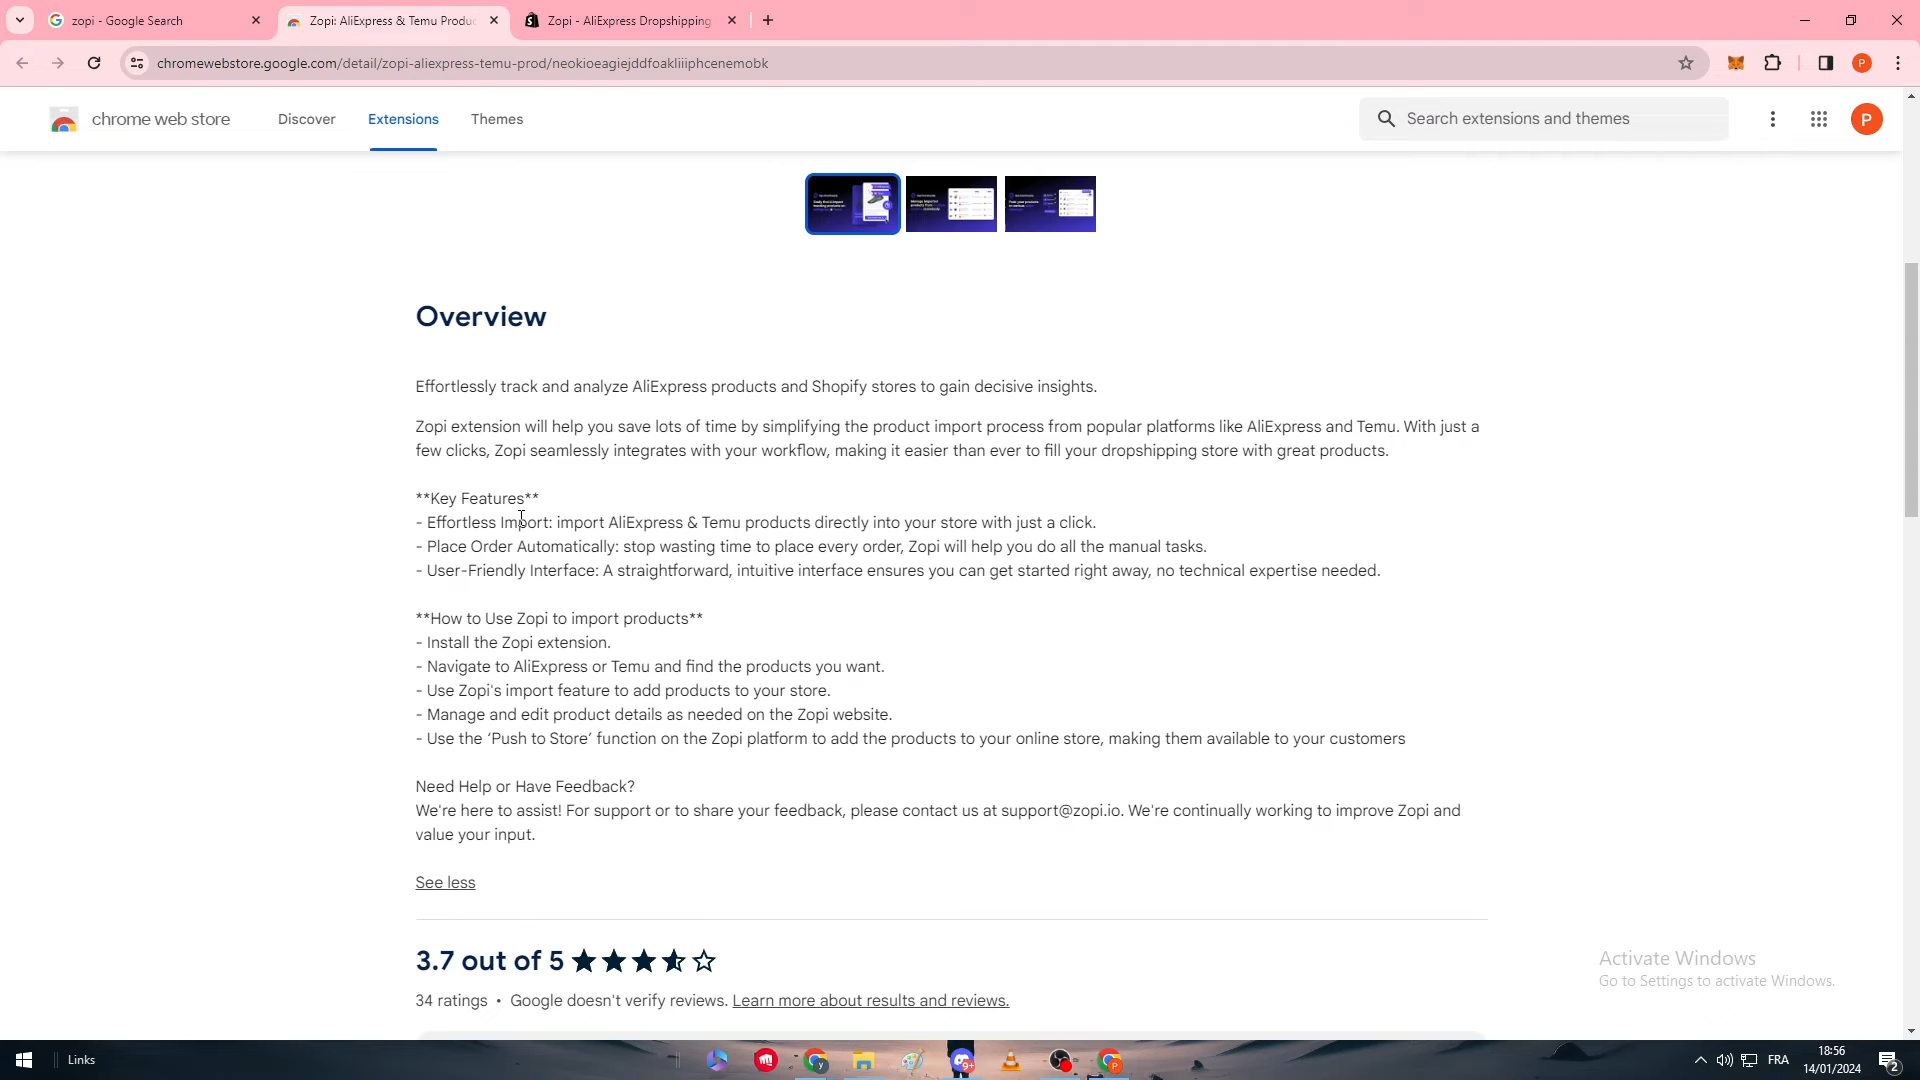 zopi - Google Search
Zopi: AliExpress & Temu Produc
Zopi - AliExpress Dropshipping
chromewebstore.google.com/detail/zopi-aliexpress-temu-prod/neokioeagiejddfoakliiiphcenemobk
P
chrome web store
Discover
Extensions
Themes
Search extensions and themes
P
Overview
Effortlessly track and analyze AliExpress products and Shopify stores to gain decisive insights.
Zopi extension will help you save lots of time by simplifying the product import process from popular platforms like AliExpress and Temu. With just a
few clicks, Zopi seamlessly integrates with your workflow, making it easier than ever to fill your dropshipping store with great products.
**Key Features**
- Effortless Import: import AliExpress & Temu products directly into your store with just a click.
- Place Order Automatically: stop wasting time to place every order, Zopi will help you do all the manual tasks.
- User-Friendly Interface: A straightforward, intuitive interface ensures you can get started right away, no technical expertise needed.
**How to Use Zopi to import products**
- Install the Zopi extension.
- Navigate to AliExpress or Temu and find the products you want.
- Use Zopi's import feature to add products to your store.
- Manage and edit product details as needed on the Zopi website.
- Use the ‘Push to Store’ function on the Zopi platform to add the products to your online store, making them available to your customers
Need Help or Have Feedback?
We're here to assist! For support or to share your feedback, please contact us at support@zopi.io. We're continually working to improve Zopi and
value your input.
See less
3.7 out of 5
34 ratings • Google doesn't verify reviews. Learn more about results and reviews.
Activate Windows
Go to Settings to activate Windows.
Links
FRA
18:56
14/01/2024
2